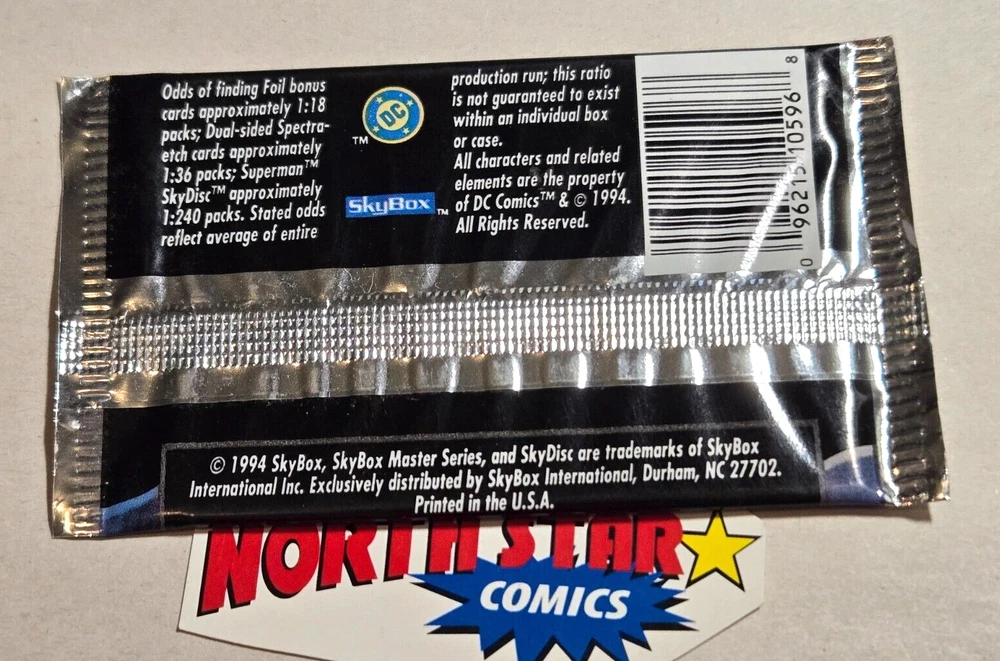 Odds of finding Foil bonus
cards approximately 1:18
packs; Dual-sided Spectra-
etch cards approximately
1:36 packs; Superman™
SkyDisc™ approximately
1:240 packs. Stated odds
reflect average of entire
DC
TM
SkyBox™
production run; this ratio
is not guaranteed to exist
within an individual box
or case.
All characters and related
elements are the property
of DC Comics™ & © 1994.
All Rights Reserved.
0 96215 10596 8
© 1994 SkyBox, SkyBox Master Series, and SkyDisc are trademarks of SkyBox
International Inc. Exclusively distributed by SkyBox International, Durham, NC 27702.
Printed in the U.S.A.
NORTH STAR
COMICS